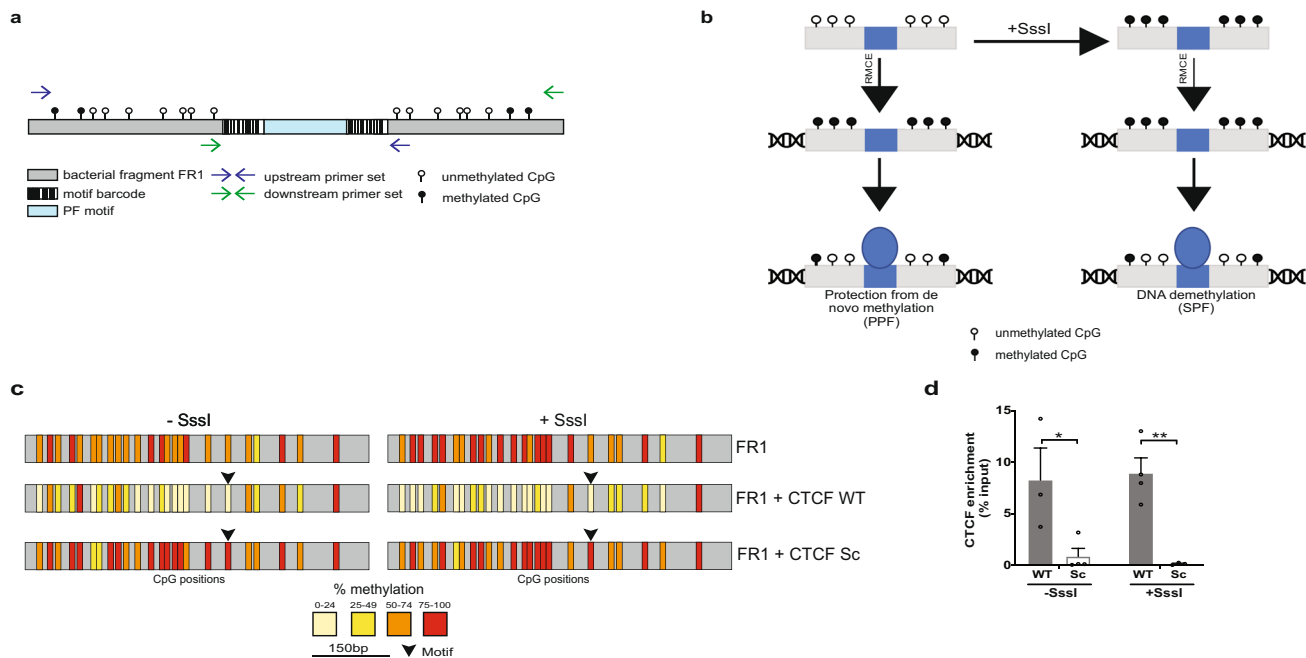 a
bacterial fragment FR1
motif barcode
PF motif
upstream primer set
downstream primer set
unmethylated CpG
methylated CpG
b
+SssI
RMCE
RMCE
Protection from de
novo methylation
(PPF)
DNA demethylation
(SPF)
unmethylated CpG
methylated CpG
c
- SssI
+ SssI
FR1
FR1 + CTCF WT
FR1 + CTCF Sc
CpG positions
CpG positions
% methylation
0-24 25-49 50-74 75-100
150bp
Motif
d
CTCF enrichment
(% input)
15
10
5
0
* **
WT Sc WT Sc
-SssI +SssI